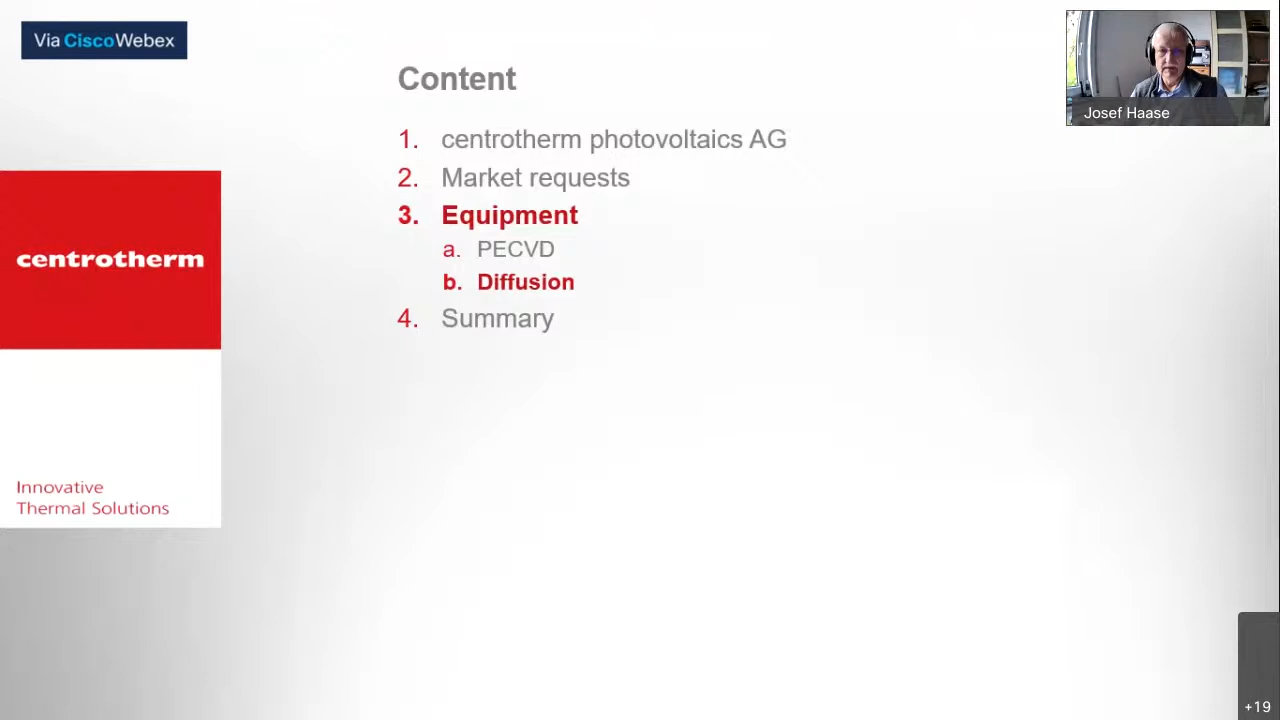 Via CiscoWebex
Content
Josef Haase
1. centrotherm photovoltaics AG
2. Market requests
3. Equipment
a. PECVD
b. Diffusion
4. Summary
centrotherm
Innovative
Thermal Solutions
+19